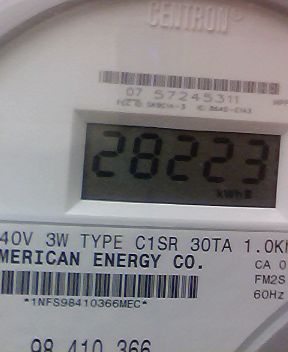 CENTRON®
07 57245311
28223
kWh
40V 3W TYPE C1SR 30TA 1.0K
MERICAN ENERGY CO. CA 0
FM2S
*1NFS98410366MEC* 60Hz
98 410 366